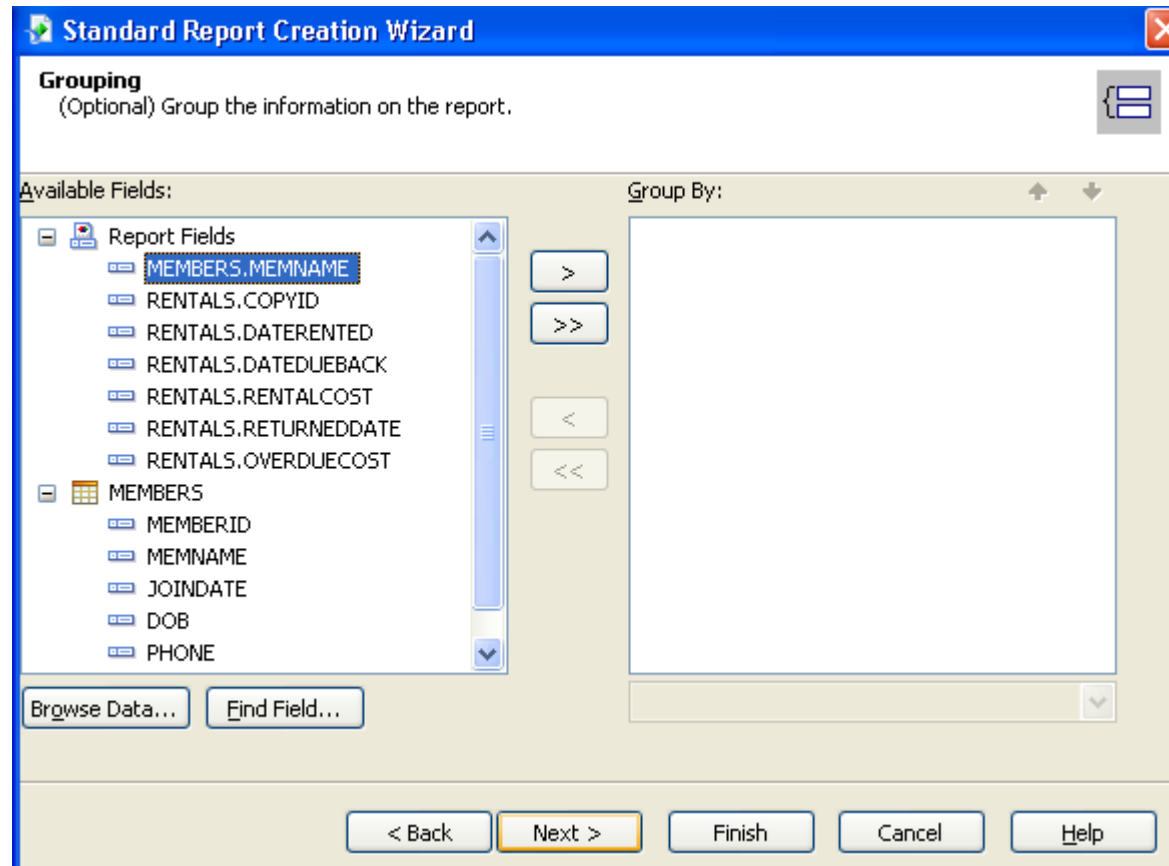 Standard Report Creation Wizard
Grouping
(Optional) Group the information on the report.
Available Fields:
Group By:
Report Fields
MEMBERS.MEMNAME
RENTALS.COPYID
RENTALS.DATERENTED
RENTALS.DATEDUEBACK
RENTALS.RENTALCOST
RENTALS.RETURNEDDATE
RENTALS.OVERDUECOST
MEMBERS
MEMBERID
MEMNAME
JOINDATE
DOB
PHONE
>
>>
<
<<
Browse Data...
Find Field...
< Back
Next >
Finish
Cancel
Help